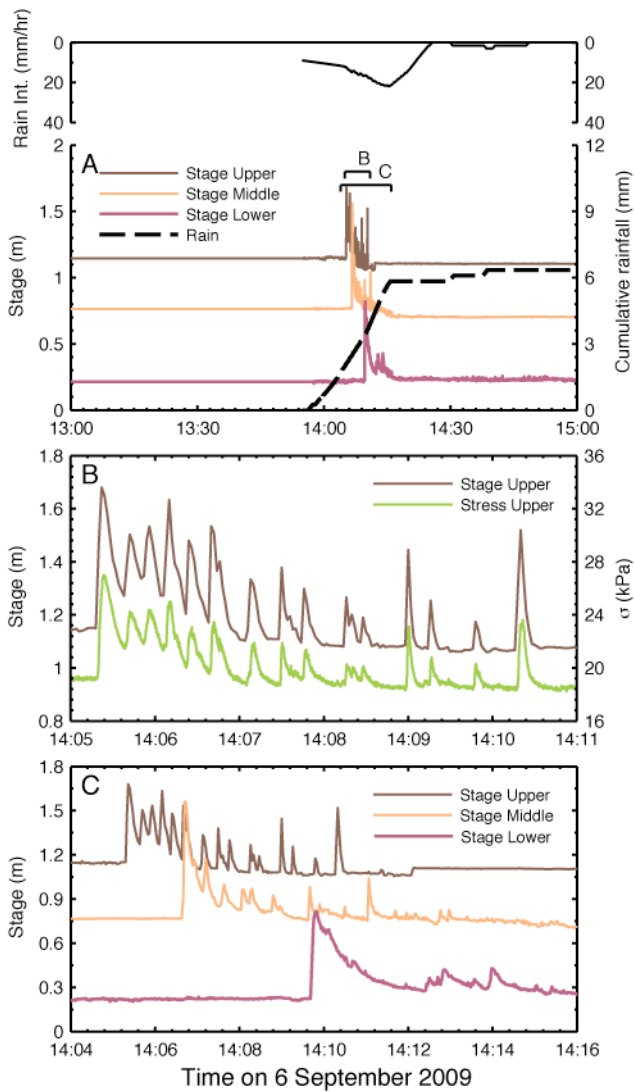 Rain Int. (mm/hr)
0
20
40
0
20
40
A
B
C
Stage Upper
Stage Middle
Stage Lower
Rain
Stage (m)
2
1.5
1
0.5
0
Cumulative rainfall (mm)
12
9
6
3
0
13:00 13:30 14:00 14:30 15:00
B
Stage Upper
Stress Upper
Stage (m)
1.8
1.6
1.4
1.2
1
0.8
σ (kPa)
36
32
28
24
20
16
14:05 14:06 14:06 14:07 14:08 14:09 14:10 14:11
C
Stage Upper
Stage Middle
Stage Lower
Stage (m)
1.8
1.5
1.2
0.9
0.6
0.3
0
14:04 14:06 14:08 14:10 14:12 14:14 14:16
Time on 6 September 2009